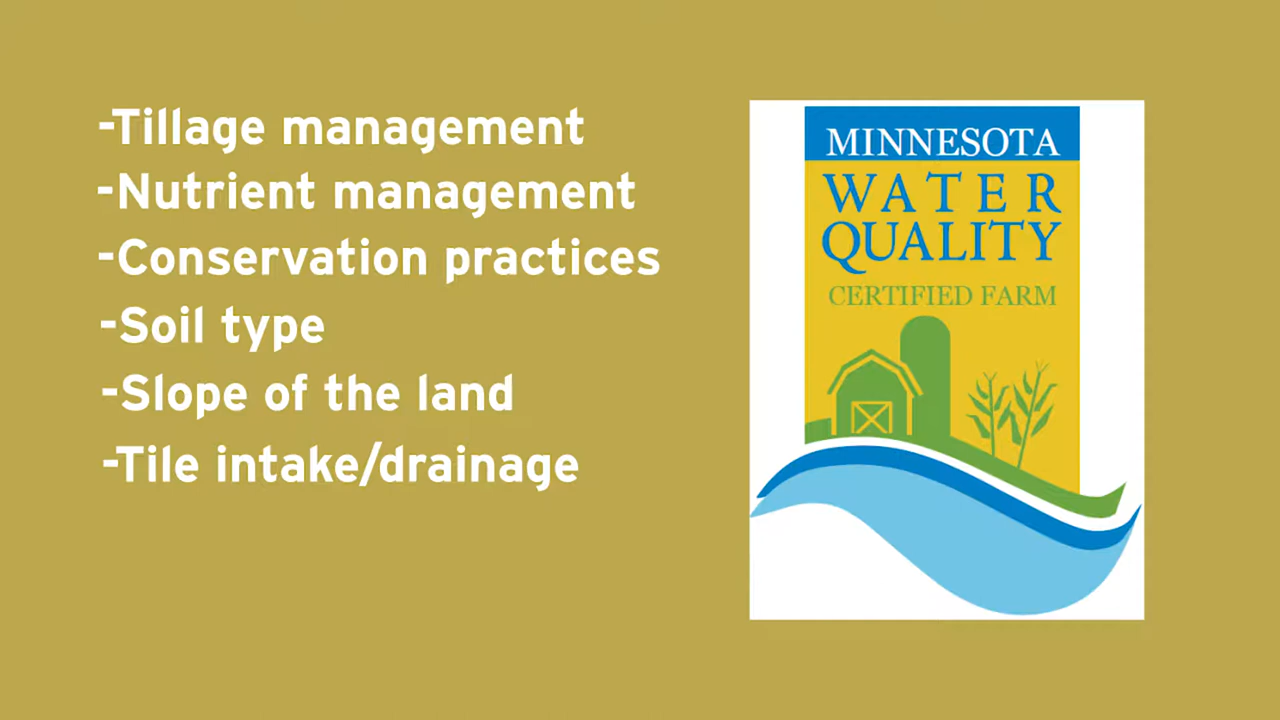 -Tillage management
-Nutrient management
-Conservation practices
-Soil type
-Slope of the land
-Tile intake/drainage
MINNESOTA
WATER
QUALITY
CERTIFIED FARM